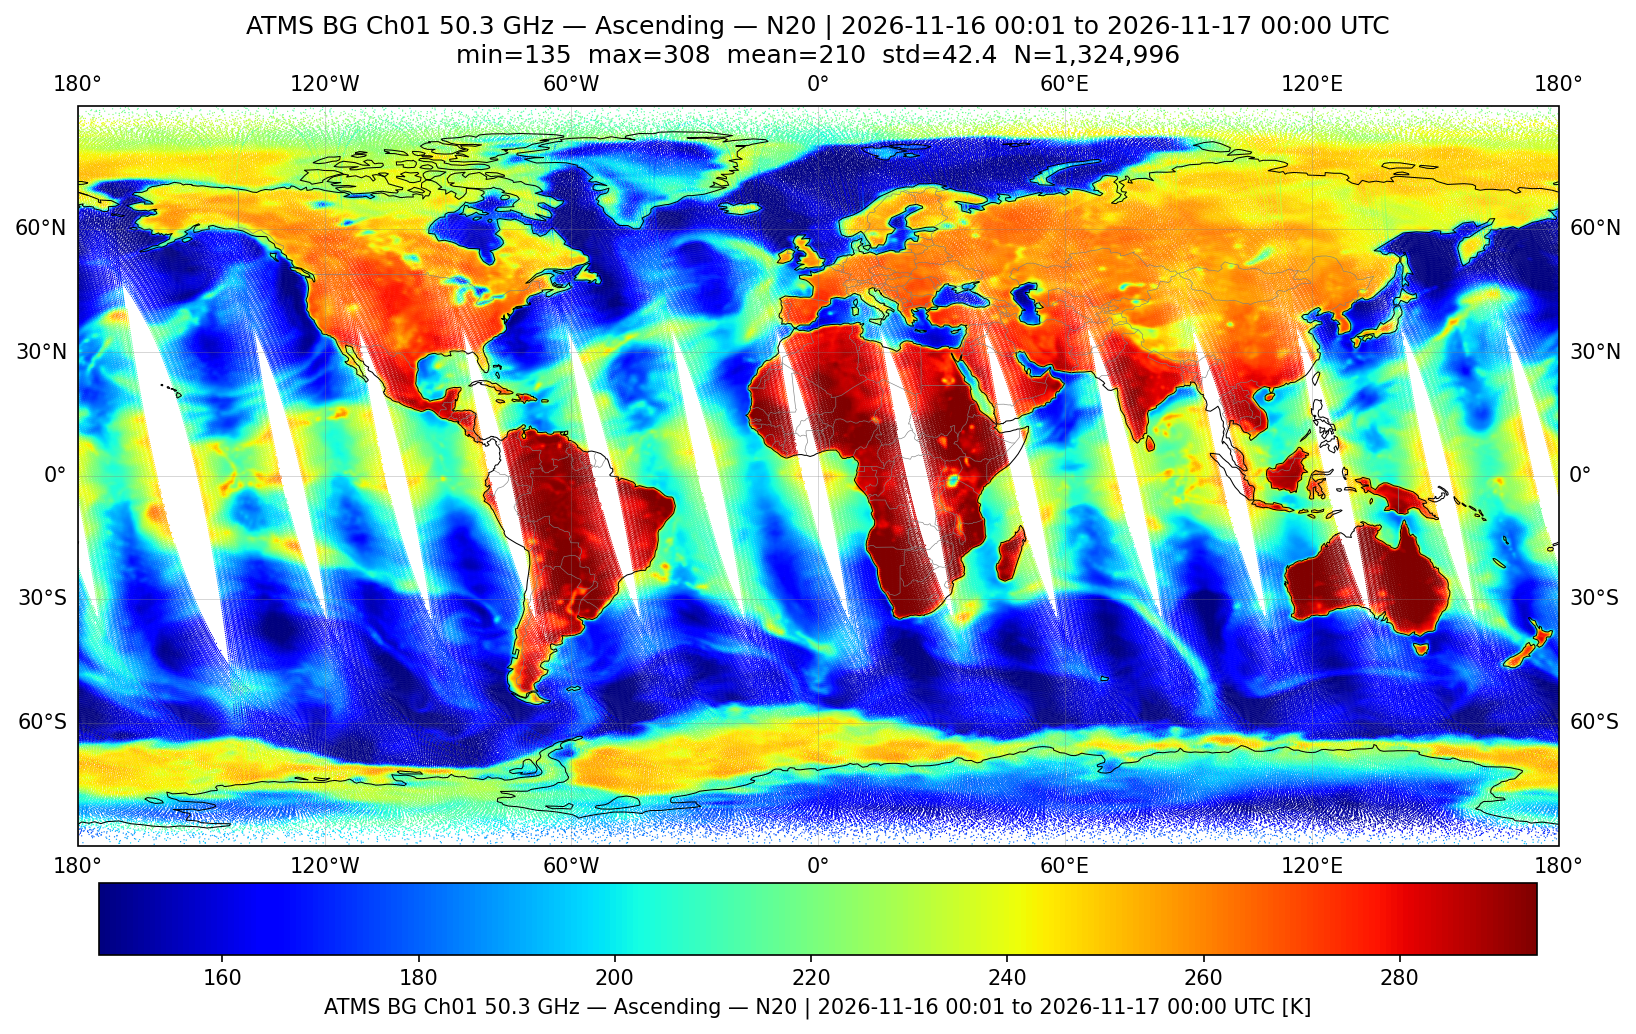 ATMS BG Ch01 50.3 GHz — Ascending — N20 | 2026-11-16 00:01 to 2026-11-17 00:00 UTC
min=135  max=308  mean=210  std=42.4  N=1,324,996
180° 120°W 60°W 0° 60°E 120°E 180°
60°N 60°N
30°N 30°N
0° 0°
30°S 30°S
60°S 60°S
180° 120°W 60°W 0° 60°E 120°E 180°
160 180 200 220 240 260 280
ATMS BG Ch01 50.3 GHz — Ascending — N20 | 2026-11-16 00:01 to 2026-11-17 00:00 UTC [K]